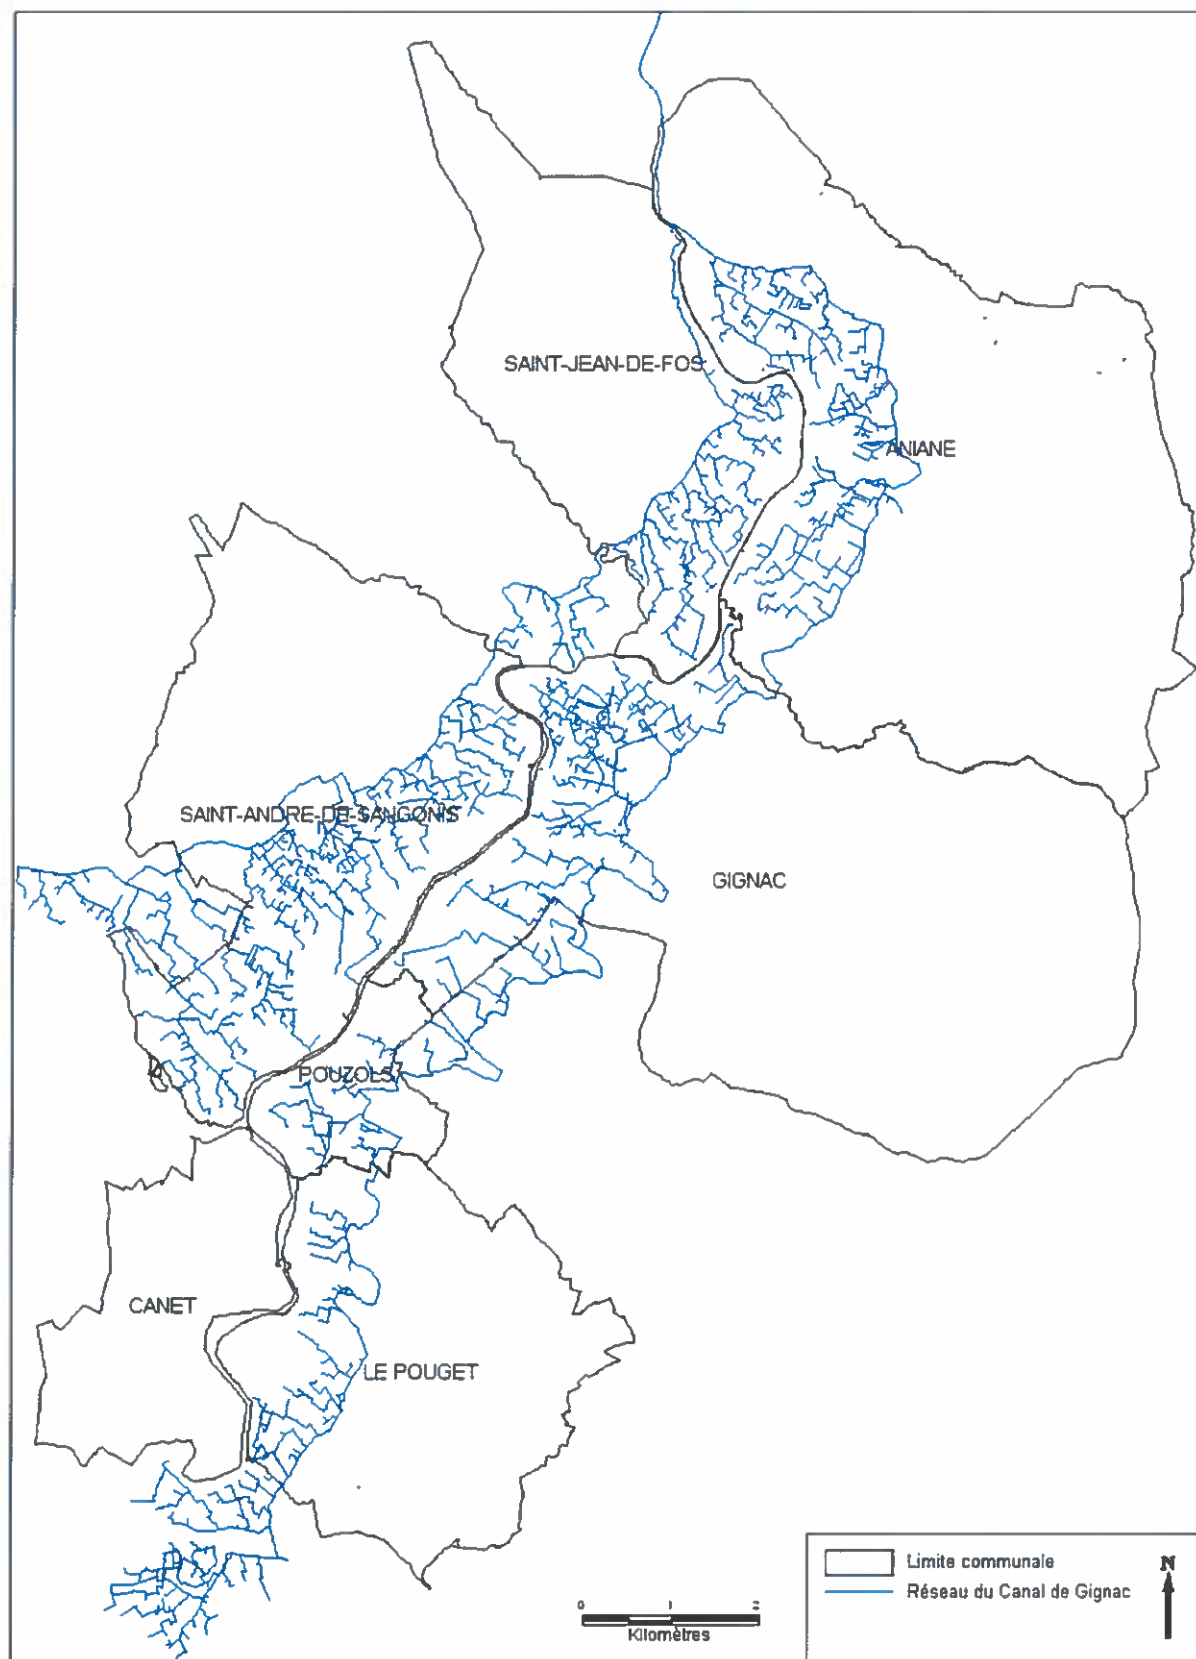 SAINT-JEAN-DE-FOS
ANIANE
SAINT-ANDRE-DE-SANGONIS
GIGNAC
POUZOLS
CANET
LE POUGET
Limite communale
Réseau du Canal de Gignac
N
0 1 2
Kilomètres